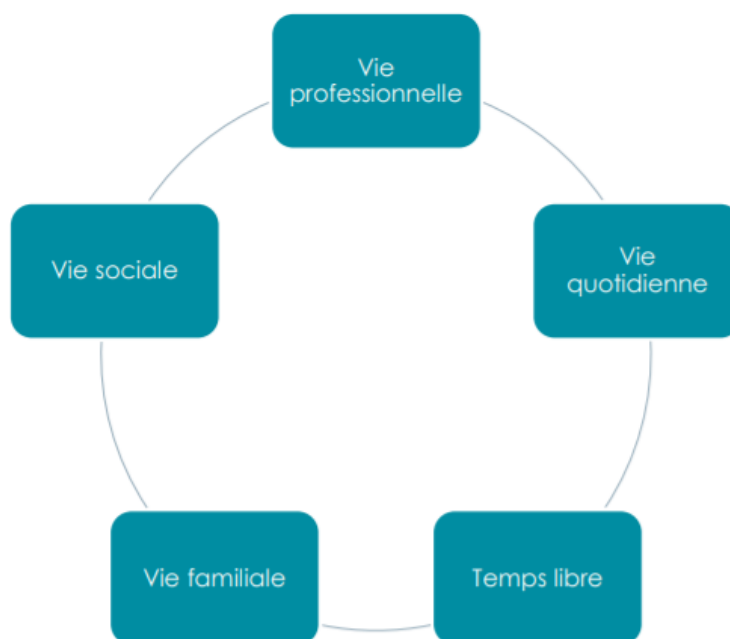 Vie
professionnelle
Vie
quotidienne
Temps libre
Vie familiale
Vie sociale